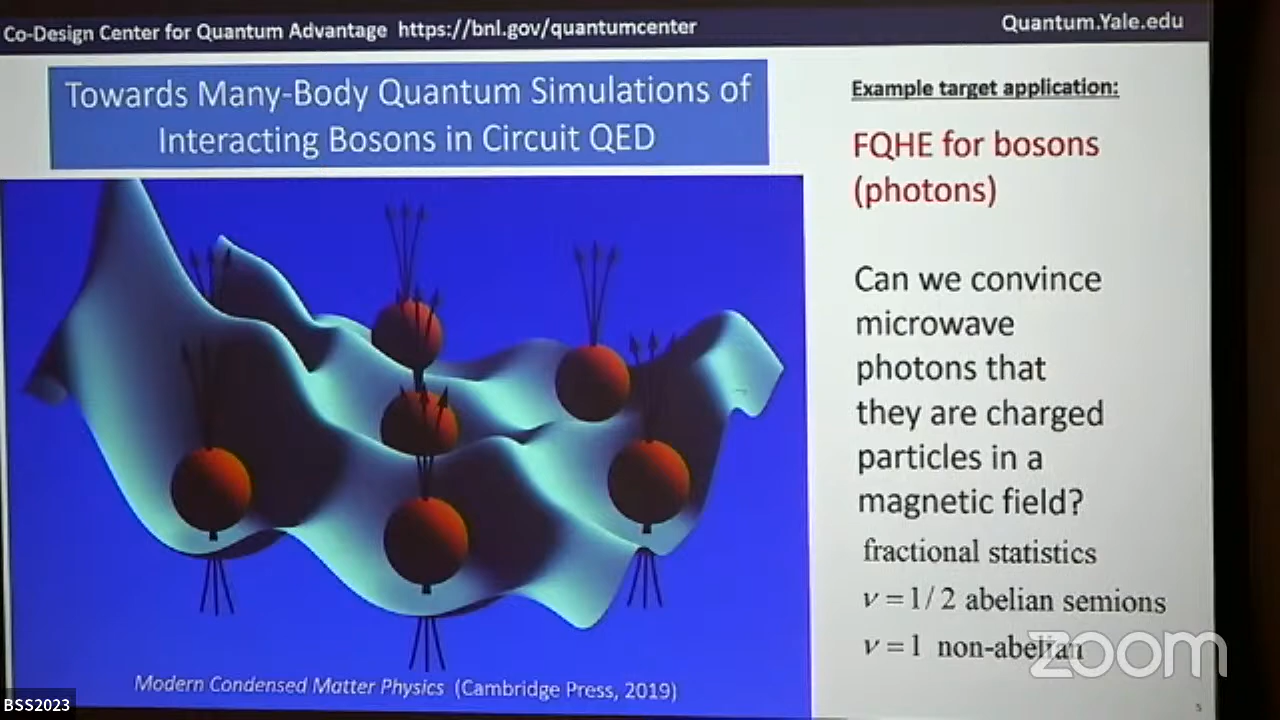 Co-Design Center for Quantum Advantage https://bnl.gov/quantumcenter
Quantum.Yale.edu
Towards Many-Body Quantum Simulations of
Interacting Bosons in Circuit QED
Example target application:
FQHE for bosons
(photons)
Can we convince
microwave
photons that
they are charged
particles in a
magnetic field?
fractional statistics
ν = 1/2 abelian semions
ν = 1 non-abelian
Modern Condensed Matter Physics (Cambridge Press, 2019)
zoom
BSS2023
5